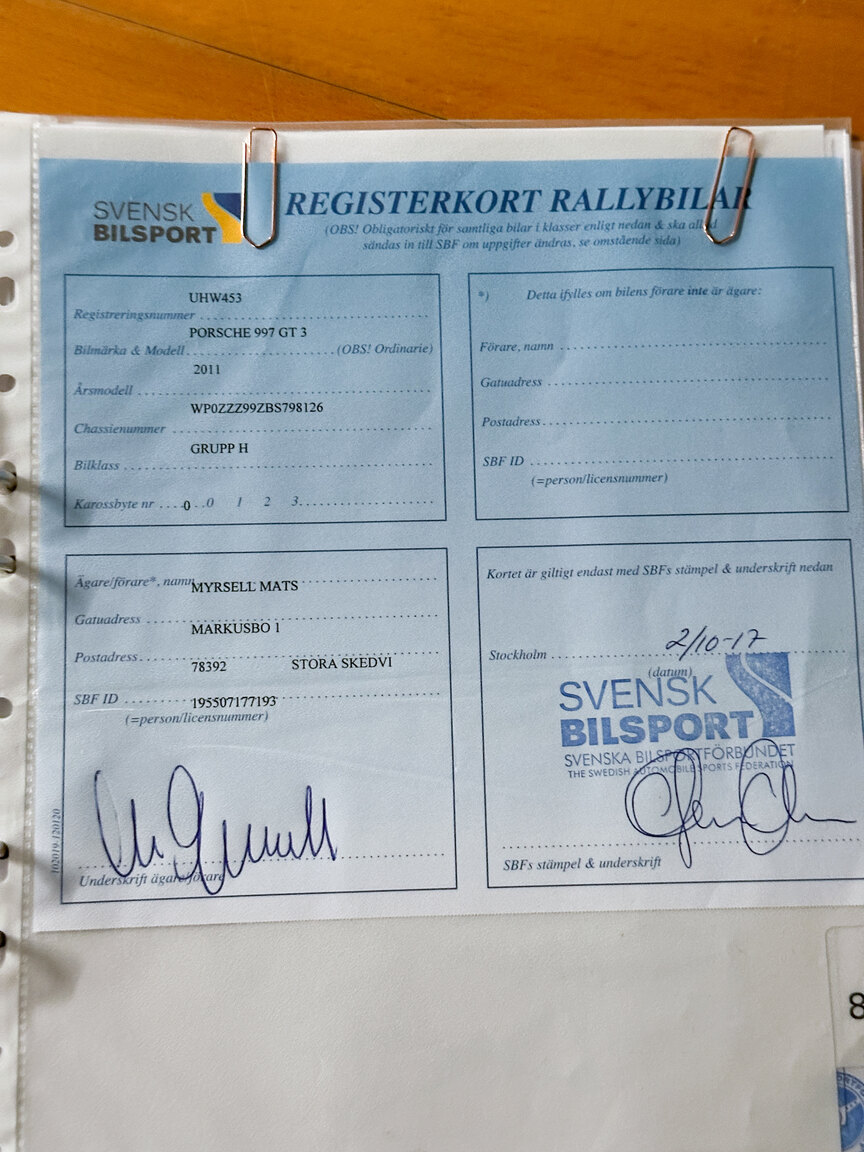 SVENSK
BILSPORT
REGISTERKORT RALLYBILAR
(OBS! Obligatoriskt för samtliga bilar i klasser enligt nedan & ska alltid
sändas in till SBF om uppgifter ändras, se omstående sida)
UHW453
Registreringsnummer
PORSCHE 997 GT 3
Bilmärka & Modell (OBS! Ordinarie)
2011
Årsmodell
WP0ZZZ99ZBS798126
Chassienummer
GRUPP H
Bilklass
Karossbyte nr 0 0 1 2 3
*) Detta ifylles om bilens förare inte är ägare:
Förare, namn
Gatuadress
Postadress
SBF ID
(=person/licensnummer)
Ägare/förare*, namn MYRSELL MATS
Gatuadress
MARKUSBO 1
Postadress
78392 STORA SKEDVI
SBF ID 195507177193
(=person/licensnummer)
Underskrift ägare/förare
102019-120120
Kortet är giltigt endast med SBFs stämpel & underskrift nedan
Stockholm 2/10-17
(datum)
SVENSK
BILSPORT
SVENSKA BILSPORTFÖRBUNDET
THE SWEDISH AUTOMOBILE SPORTS FEDERATION
SBFs stämpel & underskrift
8